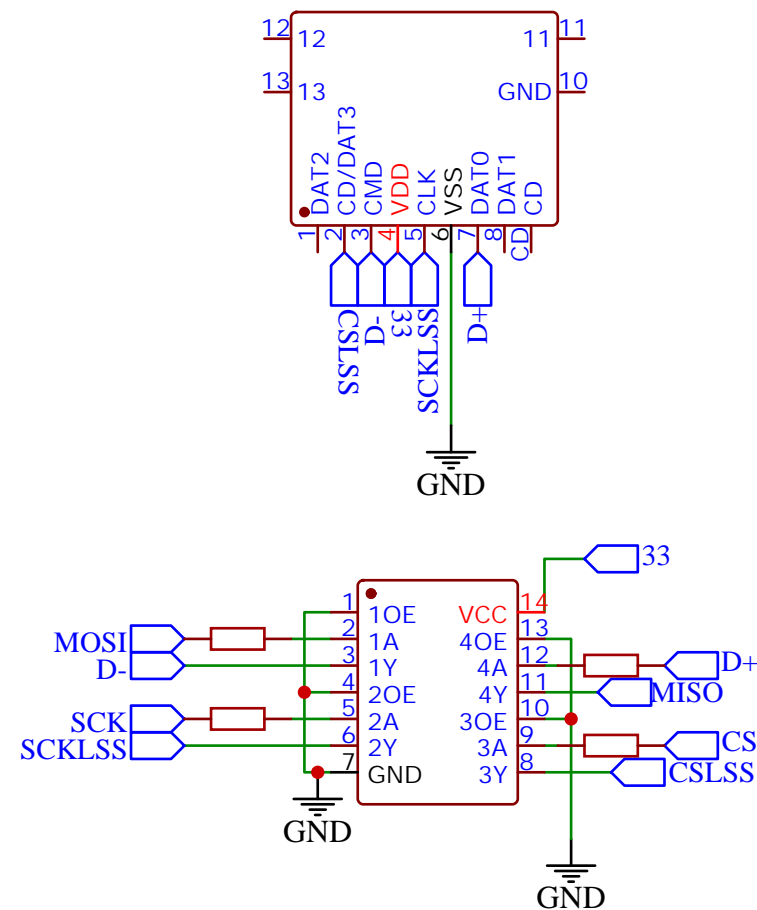 12 12 11 11
13 13 GND 10
DAT2
CD/DAT3
CMD
VDD
CLK
VSS
DAT0
DAT1
CD
1 2 3 4 5 6 7 8 CD
CSLSS
D-
33
SCKLSS
D+
GND
33
1 1OE VCC 14
MOSI 2 1A 4OE 13
D- 3 1Y 4A 12 D+
4 2OE 4Y 11 MISO
SCK 5 2A 3OE 10
SCKLSS 6 2Y 3A 9 CS
7 GND 3Y 8 CSLSS
GND
GND